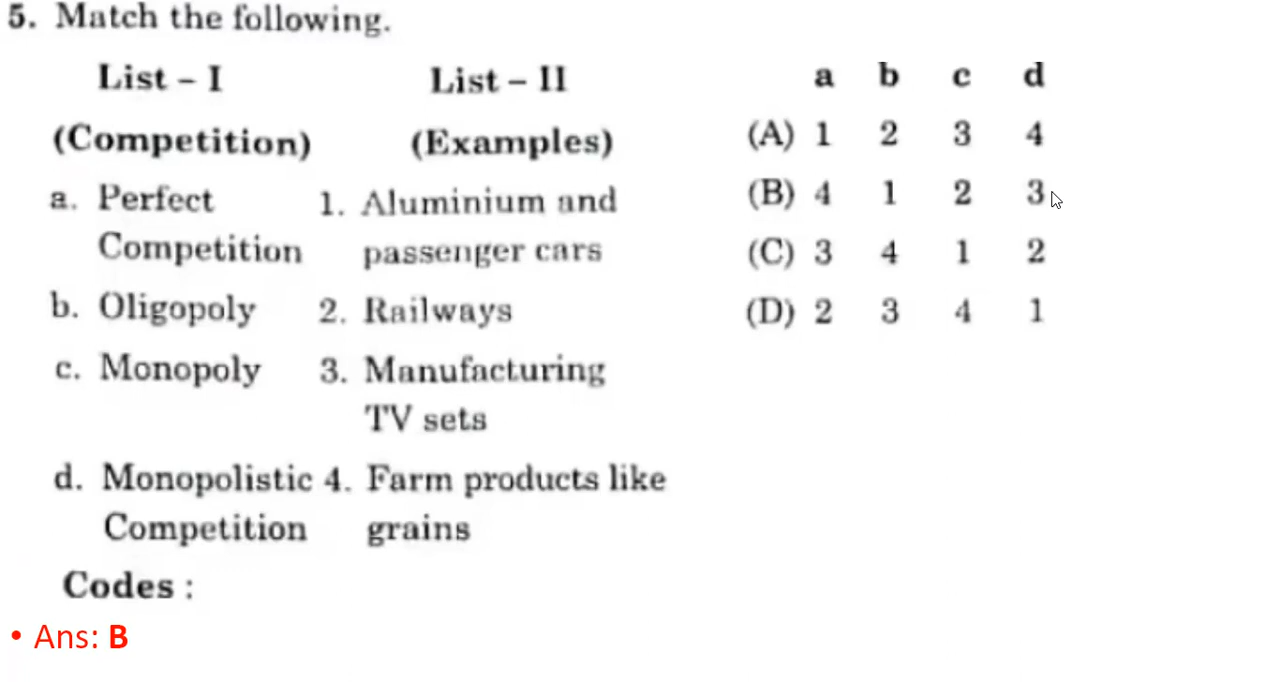 5. Match the following.
List – I List – II
(Competition) (Examples)
a. Perfect 1. Aluminium and
Competition passenger cars
b. Oligopoly 2. Railways
c. Monopoly 3. Manufacturing
TV sets
d. Monopolistic 4. Farm products like
Competition grains
Codes :
a b c d
(A) 1 2 3 4
(B) 4 1 2 3
(C) 3 4 1 2
(D) 2 3 4 1
• Ans: B